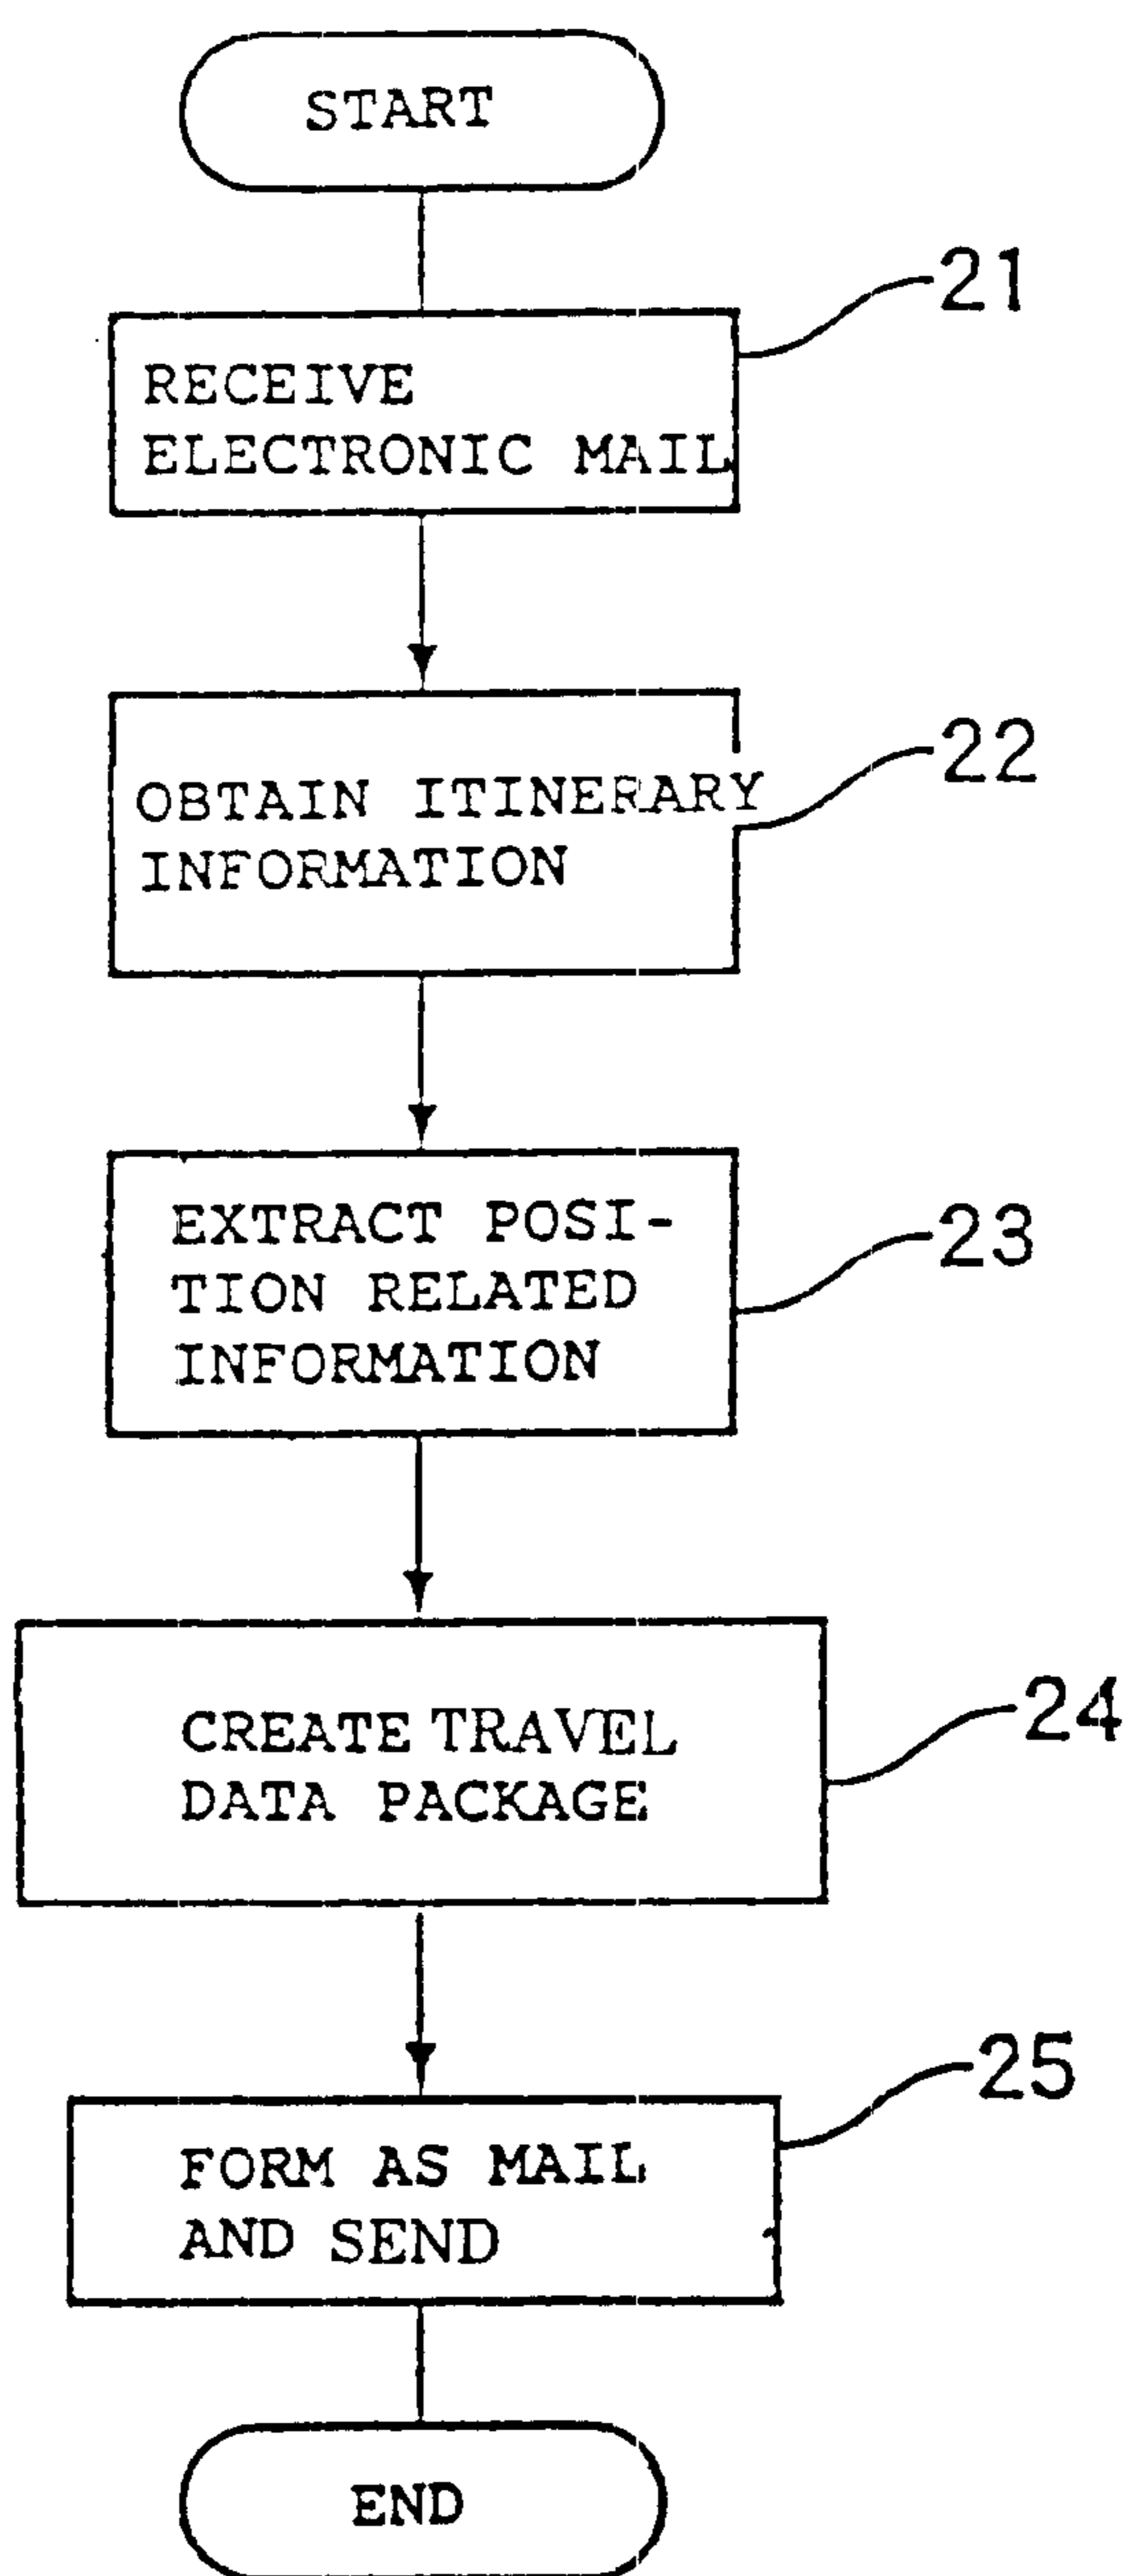 START
21
RECEIVE
ELECTRONIC MAIL
22
OBTAIN ITINERARY
INFORMATION
23
EXTRACT POSI-
TION RELATED
INFORMATION
24
CREATE TRAVEL
DATA PACKAGE
25
FORM AS MAIL
AND SEND
END